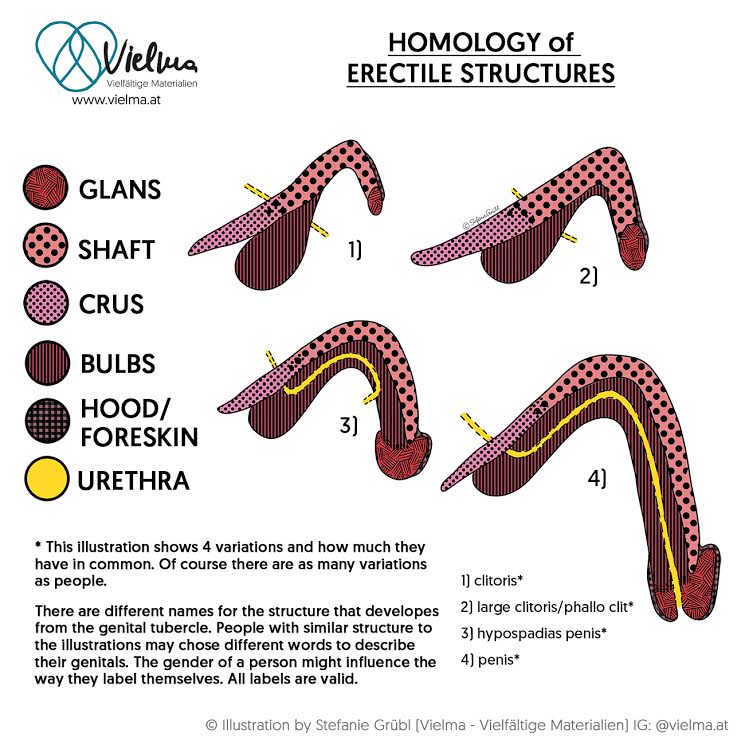 Vielma
Vielfältige Materialien
www.vielma.at
HOMOLOGY of
ERECTILE STRUCTURES
GLANS
SHAFT
CRUS
BULBS
HOOD/
FORESKIN
URETHRA
1)
© Stefanie Grübl
2)
3)
4)
* This illustration shows 4 variations and how much they
have in common. Of course there are as many variations
as people.
There are different names for the structure that developes
from the genital tubercle. People with similar structure to
the illustrations may chose different words to describe
their genitals. The gender of a person might influence the
way they label themselves. All labels are valid.
1) clitoris*
2) large clitoris/phallo clit*
3) hypospadias penis*
4) penis*
© Illustration by Stefanie Grübl (Vielma - Vielfältige Materialien) IG: @vielma.at